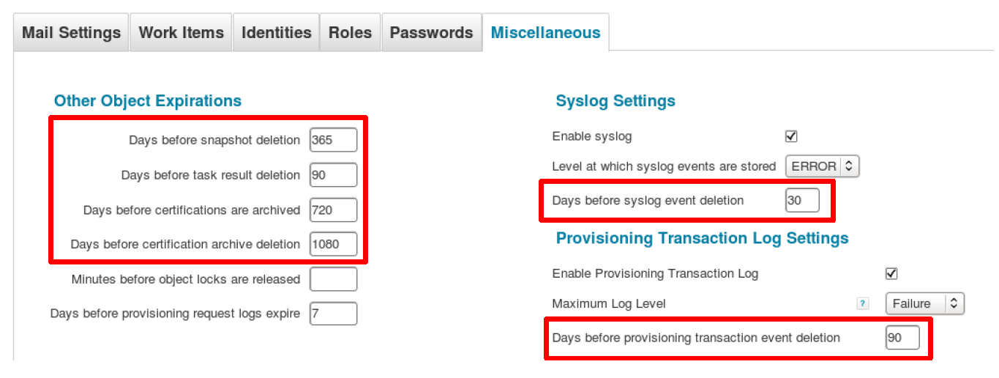 Mail Settings Work Items Identities Roles Passwords Miscellaneous
Other Object Expirations
Days before snapshot deletion 365
Days before task result deletion 90
Days before certifications are archived 720
Days before certification archive deletion 1080
Minutes before object locks are released
Days before provisioning request logs expire 7
Syslog Settings
Enable syslog
Level at which syslog events are stored ERROR
Days before syslog event deletion 30
Provisioning Transaction Log Settings
Enable Provisioning Transaction Log
Maximum Log Level ? Failure
Days before provisioning transaction event deletion 90